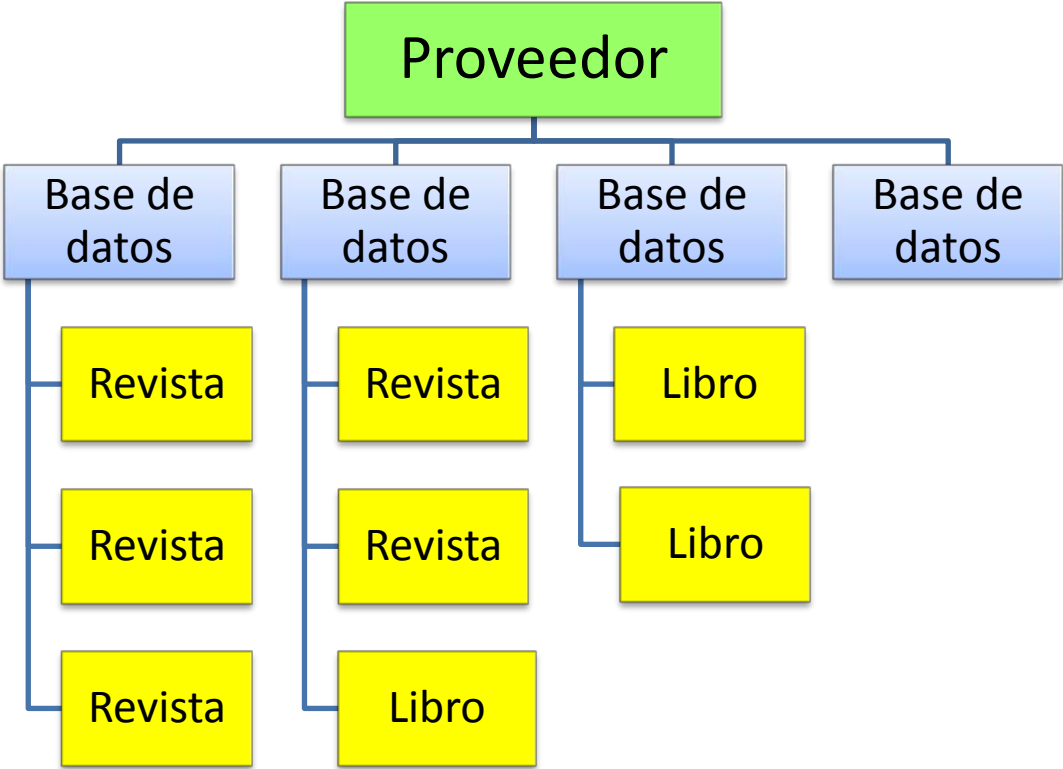 Proveedor
Base de
datos
Base de
datos
Base de
datos
Base de
datos
Revista
Revista
Libro
Revista
Revista
Libro
Revista
Libro